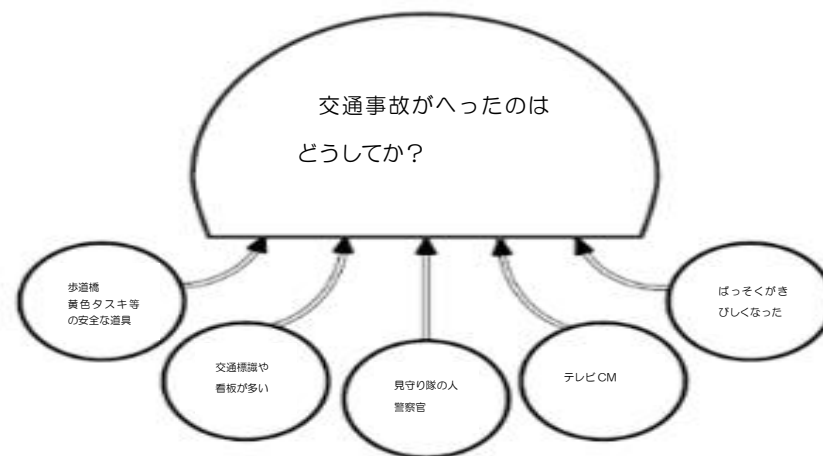 交通事故がへったのは
どうしてか？
歩道橋
黄色タスキ等
の安全な道具
交通標識や
看板が多い
見守り隊の人
警察官
テレビCM
ばっそくがき
びしくなった